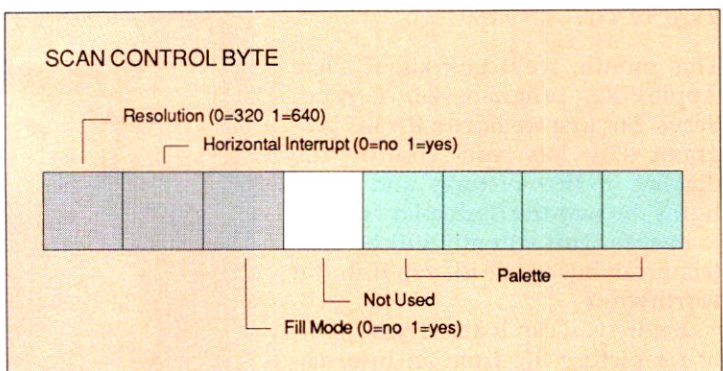 SCAN CONTROL BYTE
Resolution (0=320 1=640)
Horizontal Interrupt (0=no 1=yes)
Palette
Not Used
Fill Mode (0=no 1=yes)